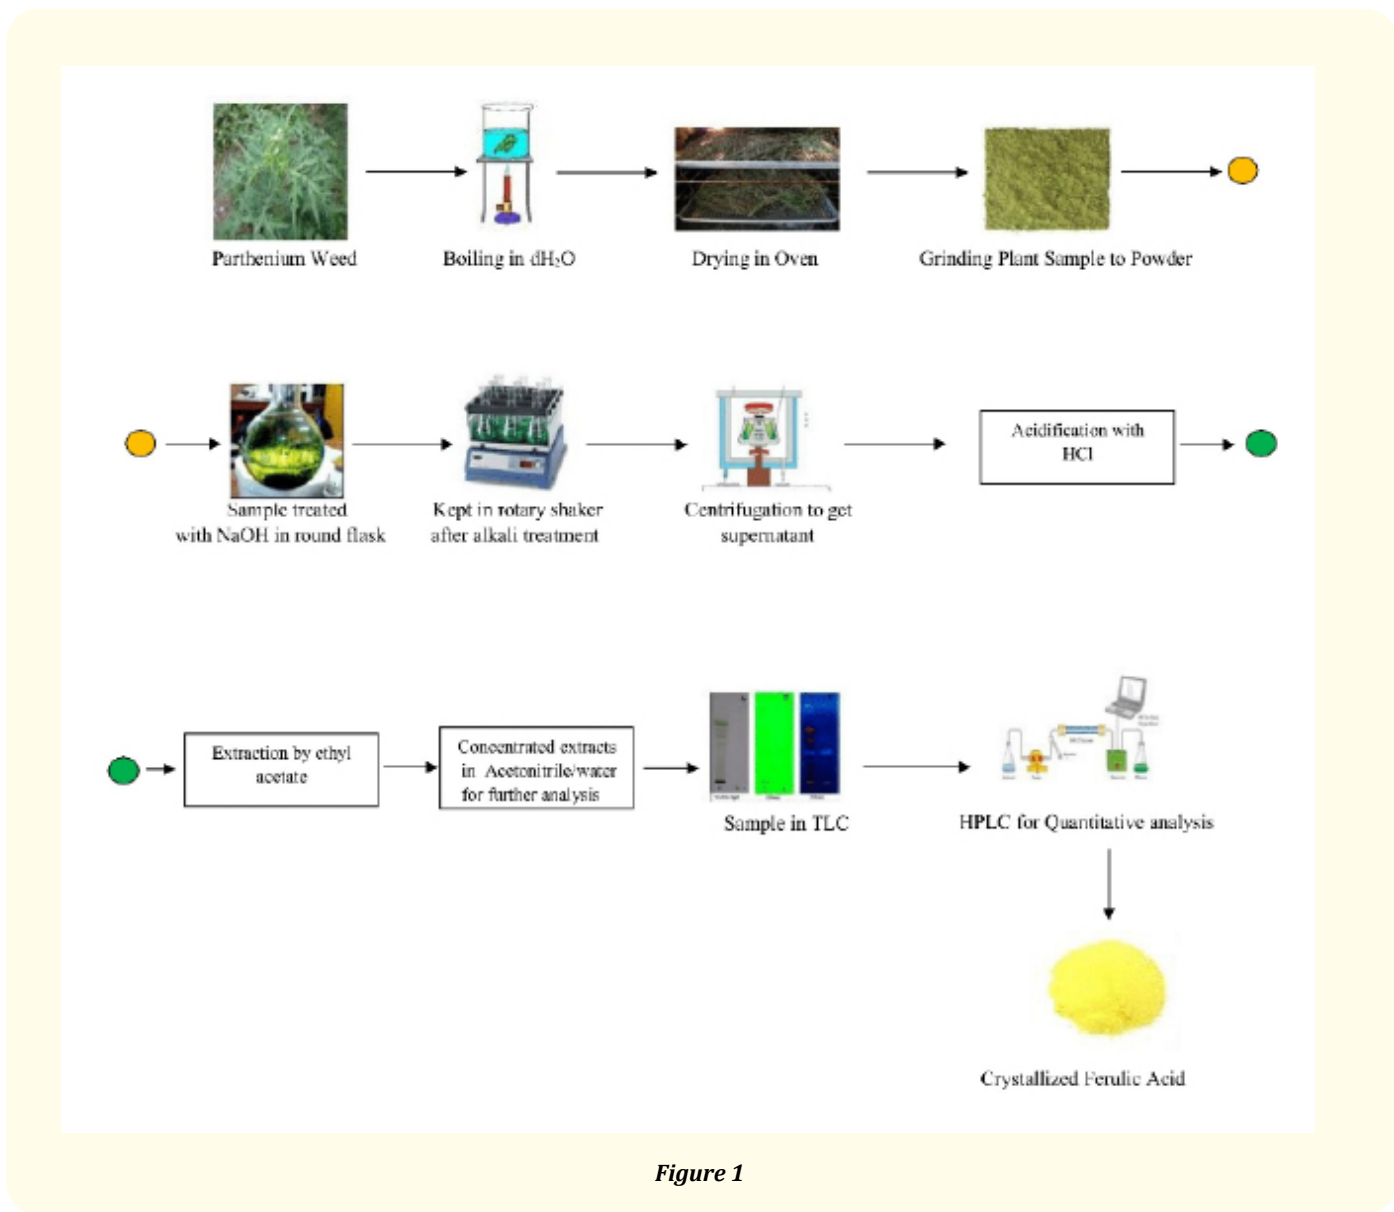 Parthenium Weed
Boiling in dH₂O
Drying in Oven
Grinding Plant Sample to Powder
Sample treated
with NaOH in round flask
Kept in rotary shaker
after alkali treatment
Centrifugation to get
supernatant
Acidification with
HCl
Extraction by ethyl
acetate
Concentrated extracts
in Acetonitrile/water
for further analysis
Sample in TLC
HPLC for Quantitative analysis
Crystallized Ferulic Acid
Figure 1